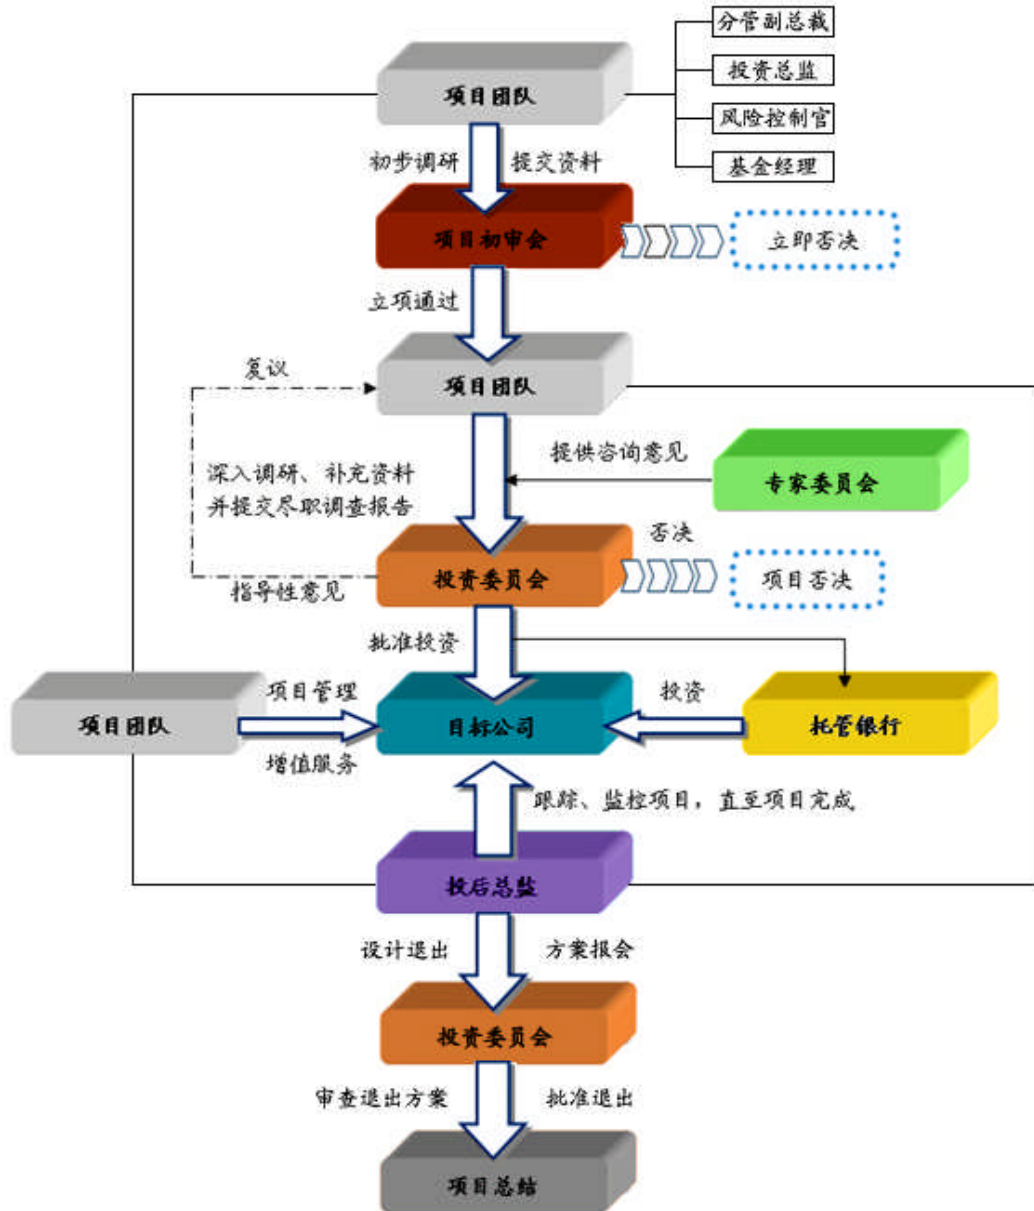 分管副总裁
项目团队
投资总监
风险控制官
基金经理
初步调研
提交资料
项目初审会
立即否决
立项通过
复议
项目团队
提供咨询意见
专家委员会
深入调研、补充资料
并提交尽职调查报告
否决
投资委员会
项目否决
指导性意见
批准投资
项目团队
项目管理
增值服务
目标公司
投资
托管银行
跟踪、监控项目，直至项目完成
投后总监
设计退出
方案报会
投资委员会
审查退出方案
批准退出
项目总结